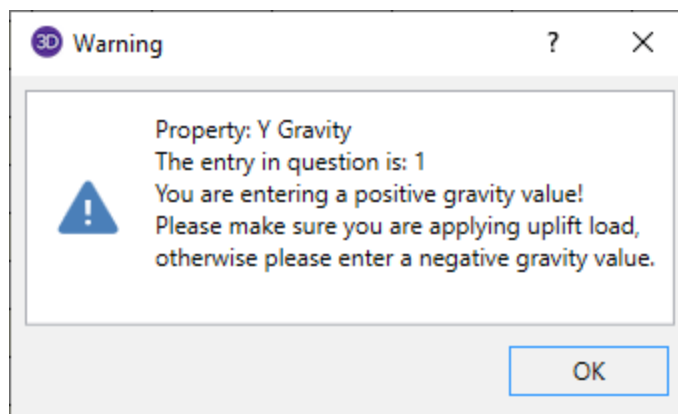 3D Warning ?
Property: Y Gravity
The entry in question is: 1
You are entering a positive gravity value!
Please make sure you are applying uplift load,
otherwise please enter a negative gravity value.
OK